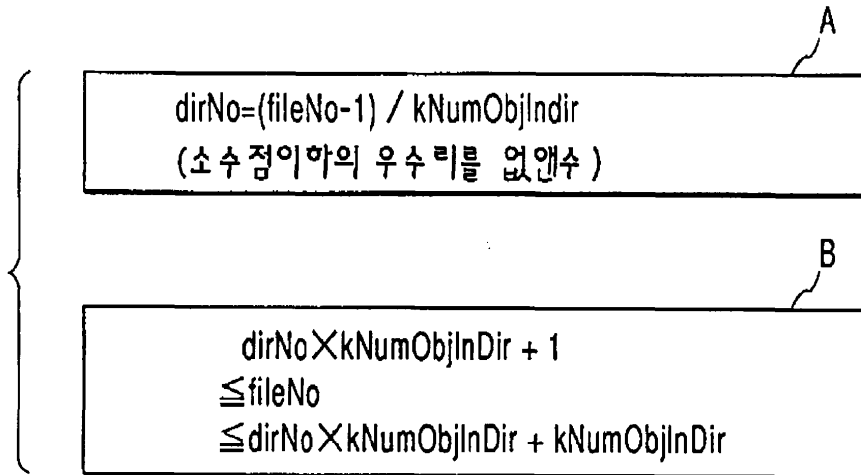 A
dirNo=(fileNo-1) / kNumObjIndir
(소수점이하의 우수리를 없앤수)
B
dirNo×kNumObjInDir + 1
≦fileNo
≦dirNo×kNumObjInDir + kNumObjInDir